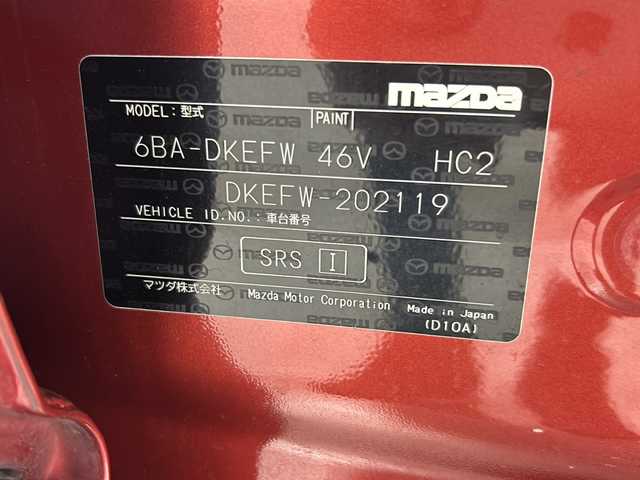 mazda
MODEL: 型式 PAINT
6BA-DKEFW 46V HC2
DKEFW-202119
VEHICLE ID.NO.: 車台番号
SRS I
マツダ株式会社 Mazda Motor Corporation Made in Japan
(D10A)